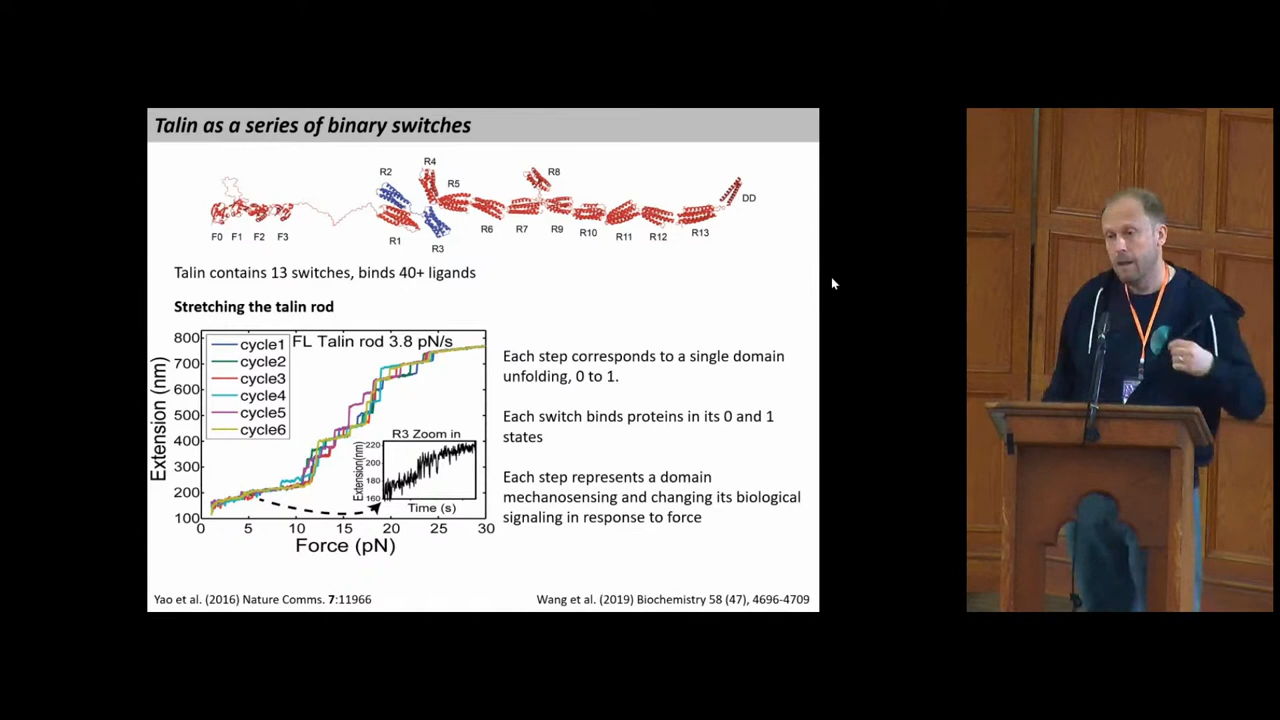 Talin as a series of binary switches
R4
R2
R8
R5
DD
F0 F1 F2 F3
R1
R3
R6
R7
R9
R10
R11
R12
R13
Talin contains 13 switches, binds 40+ ligands
Stretching the talin rod
FL Talin rod 3.8 pN/s
cycle1
cycle2
cycle3
cycle4
cycle5
cycle6
Extension (nm)
800
700
600
500
400
300
200
100
0 5 10 15 20 25 30
Force (pN)
R3 Zoom in
Extension(nm)
220
200
180
160
Time (s)
Each step corresponds to a single domain
unfolding, 0 to 1.
Each switch binds proteins in its 0 and 1
states
Each step represents a domain
mechanosensing and changing its biological
signaling in response to force
Yao et al. (2016) Nature Comms. 7:11966
Wang et al. (2019) Biochemistry 58 (47), 4696-4709